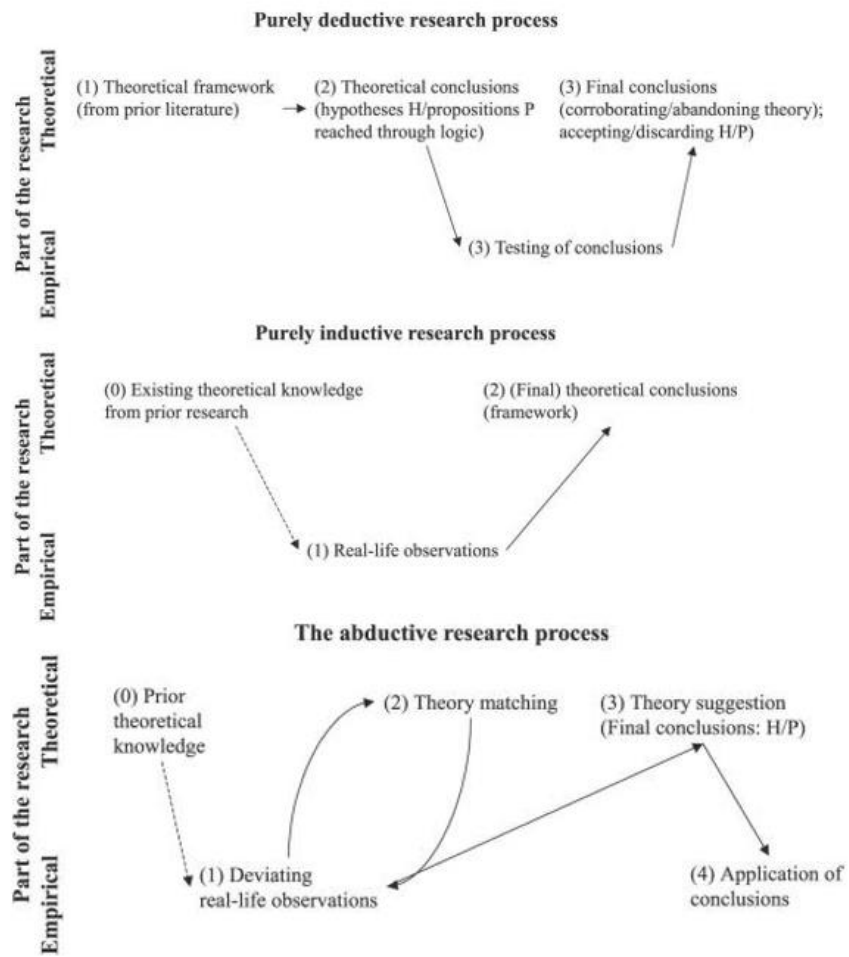 Purely deductive research process
Part of the research
Theoretical
Empirical
(1) Theoretical framework
(from prior literature)
(2) Theoretical conclusions
(hypotheses H/propositions P
reached through logic)
(3) Final conclusions
(corroborating/abandoning theory);
accepting/discarding H/P)
(3) Testing of conclusions
Purely inductive research process
Part of the research
Theoretical
Empirical
(0) Existing theoretical knowledge
from prior research
(2) (Final) theoretical conclusions
(framework)
(1) Real-life observations
The abductive research process
Part of the research
Theoretical
Empirical
(0) Prior
theoretical
knowledge
(2) Theory matching
(3) Theory suggestion
(Final conclusions: H/P)
(1) Deviating
real-life observations
(4) Application of
conclusions